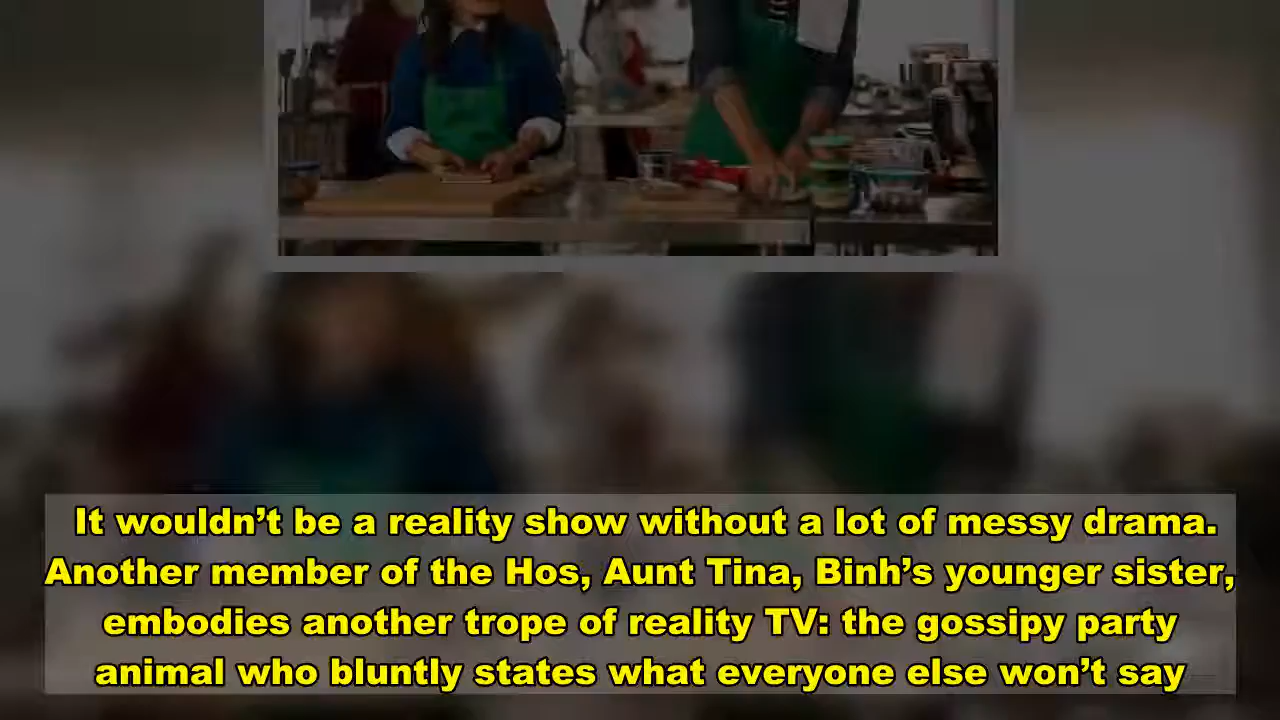 It wouldn’t be a reality show without a lot of messy drama.
Another member of the Hos, Aunt Tina, Binh’s younger sister,
embodies another trope of reality TV: the gossipy party
animal who bluntly states what everyone else won’t say